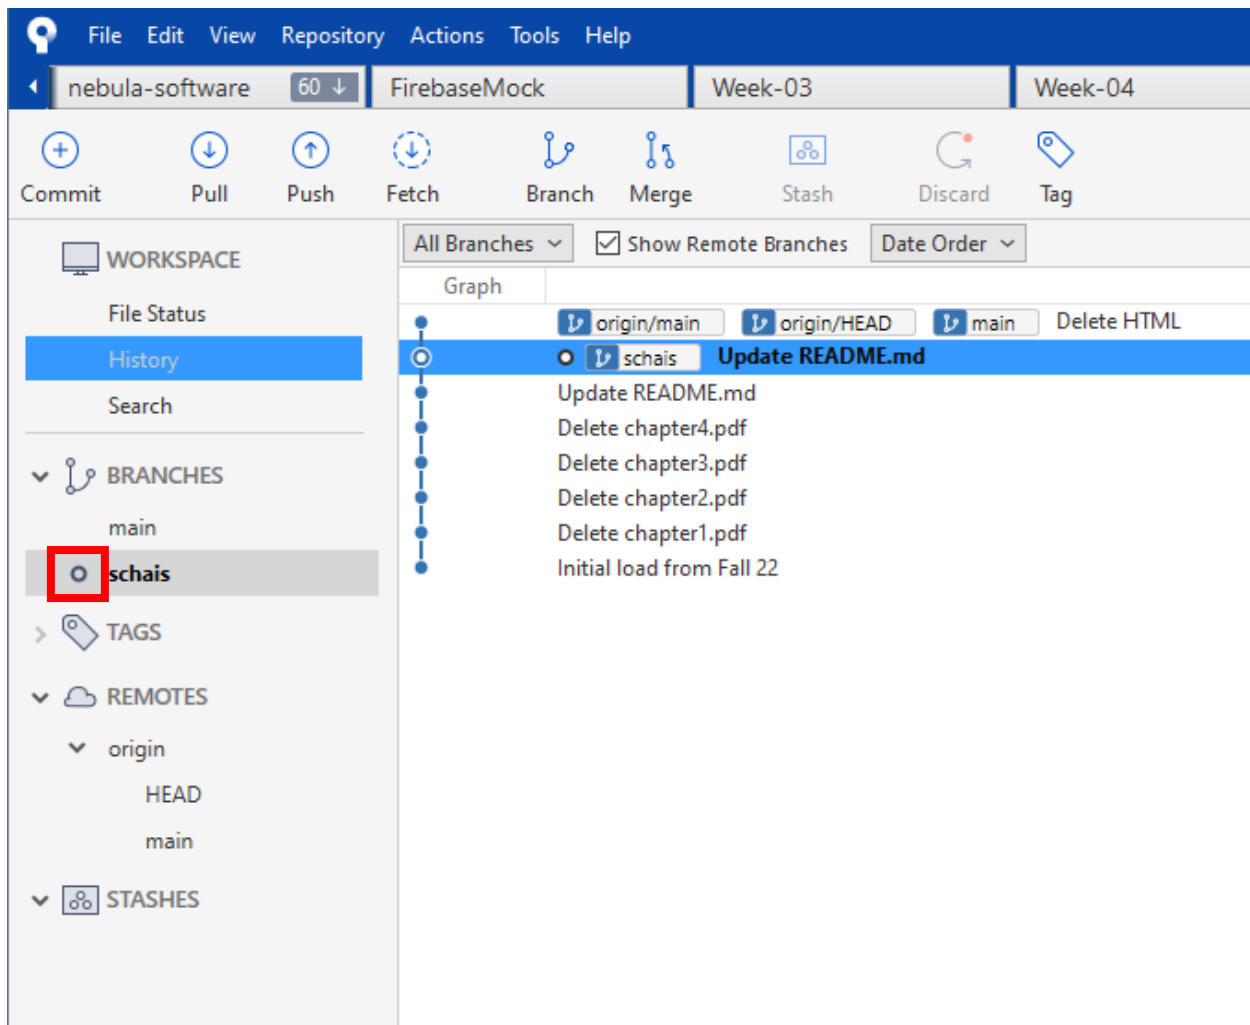 File Edit View Repository Actions Tools Help
nebula-software 60 ↓ FirebaseMock Week-03 Week-04
Commit Pull Push Fetch Branch Merge Stash Discard Tag
WORKSPACE
File Status
History
Search
BRANCHES
main
schais
TAGS
REMOTES
origin
HEAD
main
STASHES
All Branches Show Remote Branches Date Order
Graph
origin/main origin/HEAD main Delete HTML
schais Update README.md
Update README.md
Delete chapter4.pdf
Delete chapter3.pdf
Delete chapter2.pdf
Delete chapter1.pdf
Initial load from Fall 22